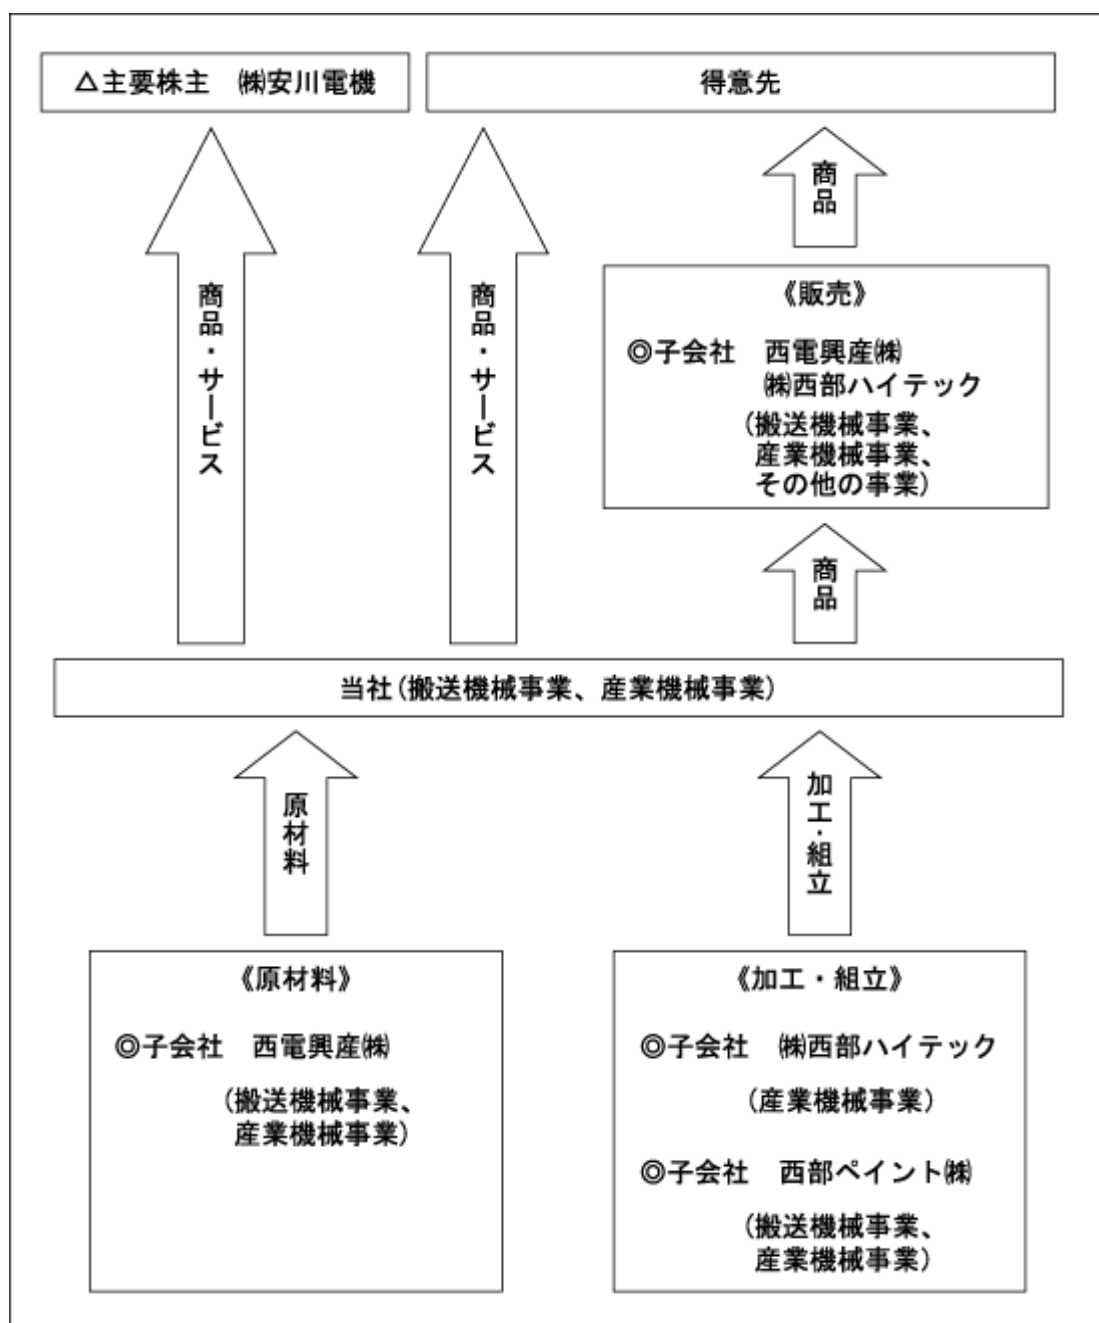 △主要株主　㈱安川電機
得意先
商品・サービス
商品・サービス
商品
《販売》
◎子会社　西電興産㈱
㈱西部ハイテック
(搬送機械事業、
産業機械事業、
その他の事業)
商品
当社(搬送機械事業、産業機械事業)
原材料
加工・組立
《原材料》
◎子会社　西電興産㈱
(搬送機械事業、
産業機械事業)
《加工・組立》
◎子会社　㈱西部ハイテック
(産業機械事業)
◎子会社　西部ペイント㈱
(搬送機械事業、
産業機械事業)